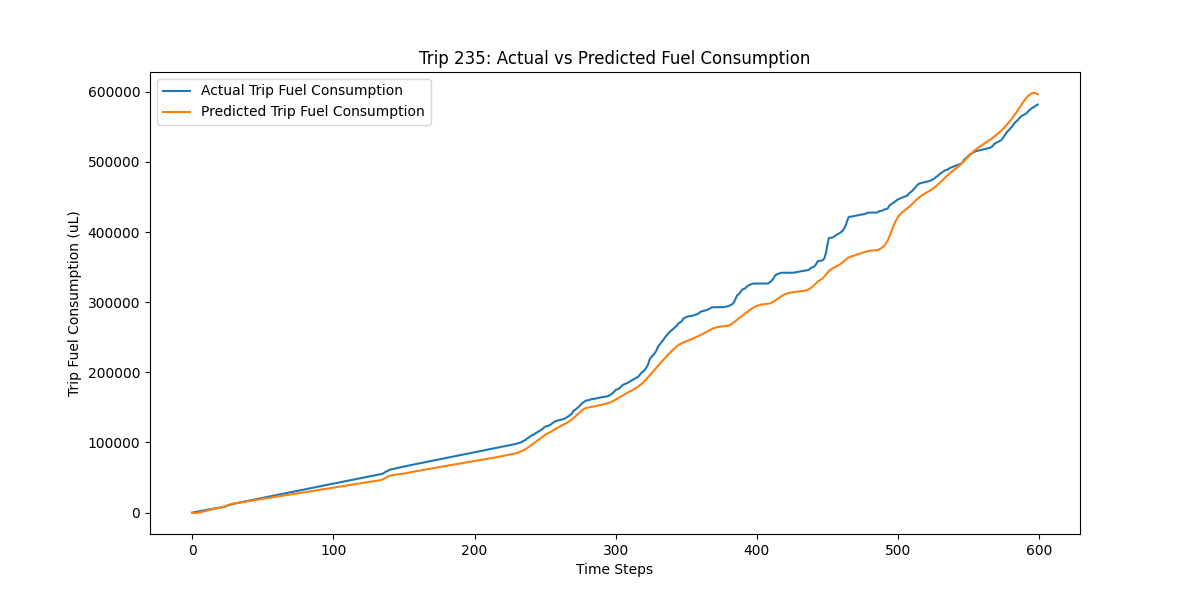 Trip 235: Actual vs Predicted Fuel Consumption
Actual Trip Fuel Consumption
Predicted Trip Fuel Consumption
Trip Fuel Consumption (uL)
600000
500000
400000
300000
200000
100000
0
0 100 200 300 400 500 600
Time Steps